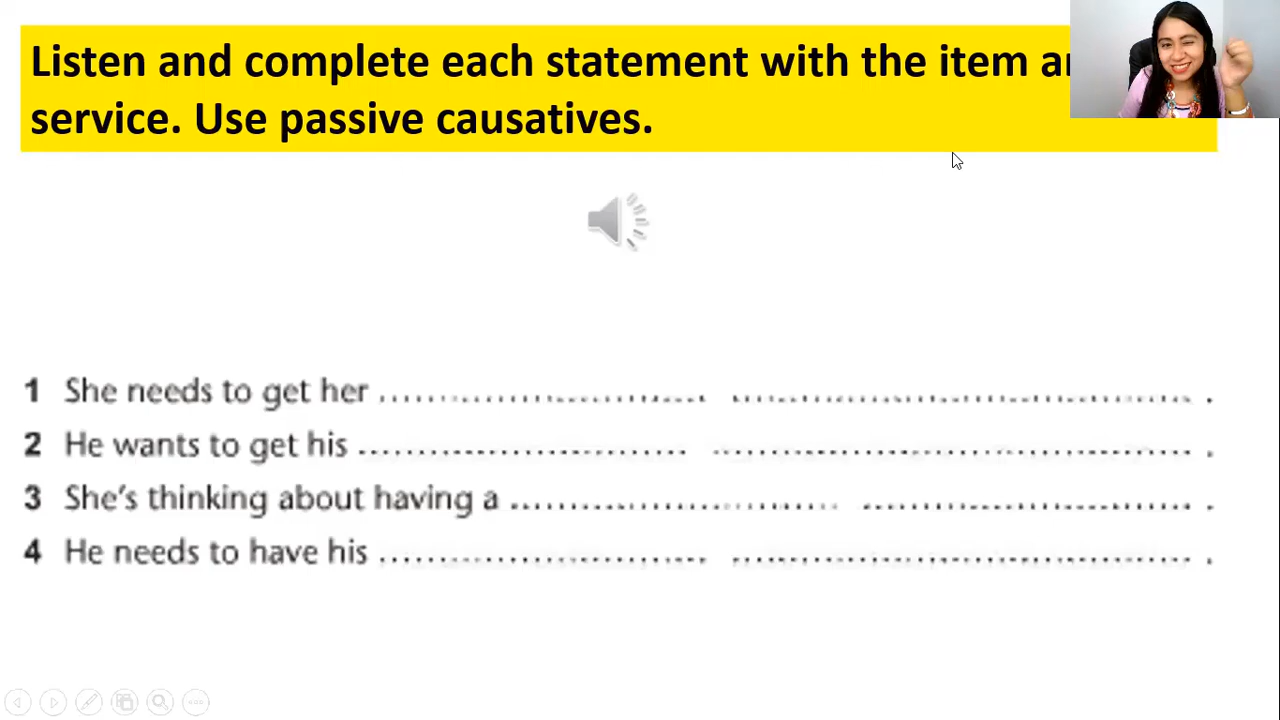 Listen and complete each statement with the item
service. Use passive causatives.
1 She needs to get her ........................................ ........................................ .
2 He wants to get his ........................................ ........................................ .
3 She's thinking about having a ........................................ ........................................ .
4 He needs to have his ........................................ ........................................ .